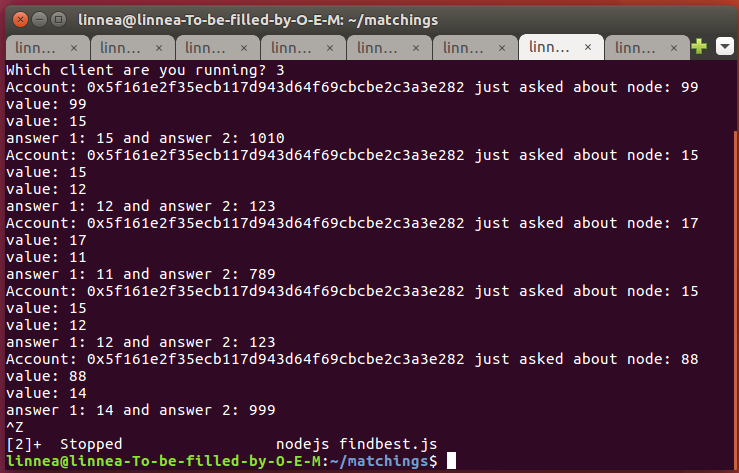 linnea@linnea-To-be-filled-by-O-E-M: ~/matchings
linn... × linn... × linn... × linn... × linn... × linn... × linn... × linn... ×
Which client are you running? 3
Account: 0x5f161e2f35ecb117d943d64f69cbcbe2c3a3e282 just asked about node: 99
value: 99
value: 15
answer 1: 15 and answer 2: 1010
Account: 0x5f161e2f35ecb117d943d64f69cbcbe2c3a3e282 just asked about node: 15
value: 15
value: 12
answer 1: 12 and answer 2: 123
Account: 0x5f161e2f35ecb117d943d64f69cbcbe2c3a3e282 just asked about node: 17
value: 17
value: 11
answer 1: 11 and answer 2: 789
Account: 0x5f161e2f35ecb117d943d64f69cbcbe2c3a3e282 just asked about node: 15
value: 15
value: 12
answer 1: 12 and answer 2: 123
Account: 0x5f161e2f35ecb117d943d64f69cbcbe2c3a3e282 just asked about node: 88
value: 88
value: 14
answer 1: 14 and answer 2: 999
^Z
[2]+  Stopped                 nodejs findbest.js
linnea@linnea-To-be-filled-by-O-E-M:~/matchings$